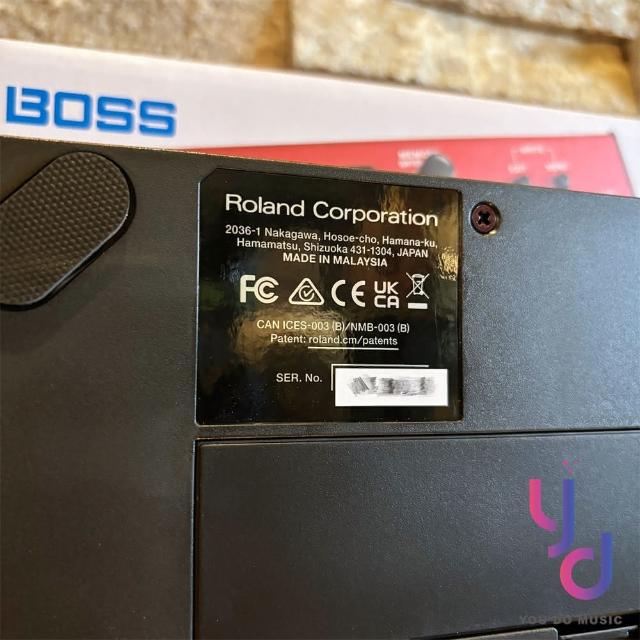 BOSS
Roland Corporation
2036-1 Nakagawa, Hosoe-cho, Hamana-ku,
Hamamatsu, Shizuoka 431-1304, JAPAN
MADE IN MALAYSIA
FC CE UK CA
CAN ICES-003 (B)/NMB-003 (B)
Patent: roland.cm/patents
SER. No.
yd
YOU DO MUSIC